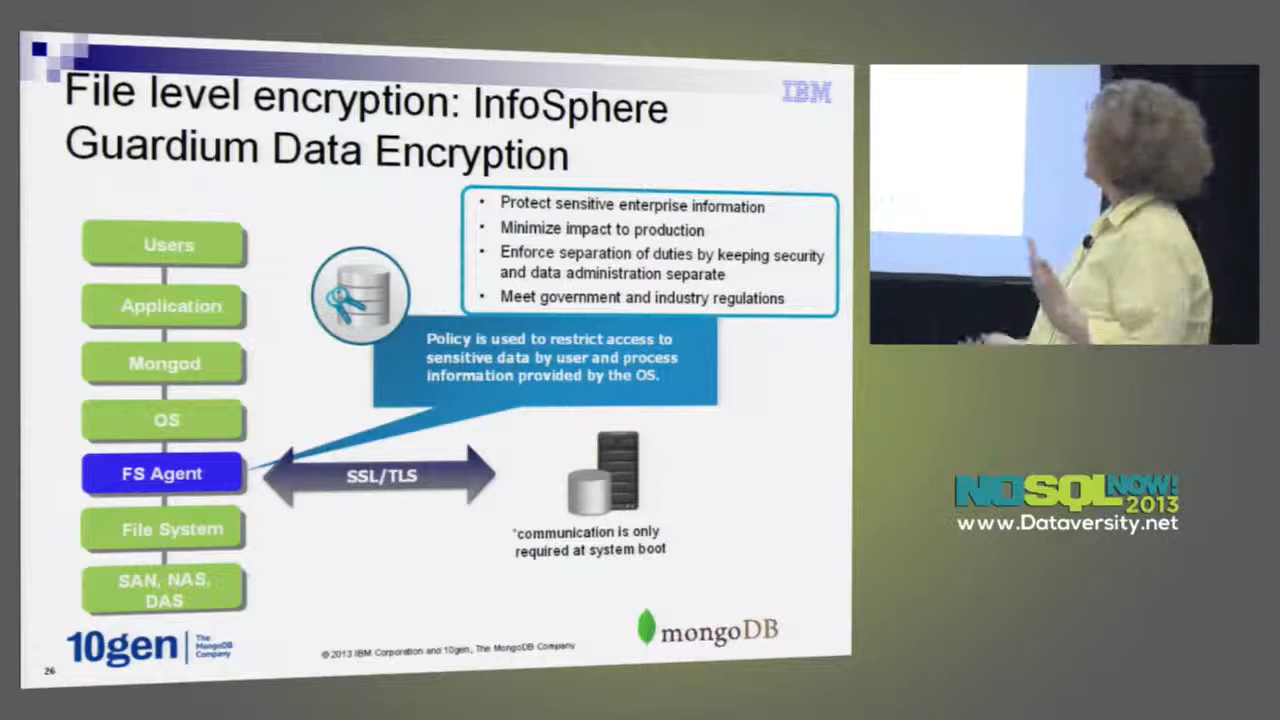 File level encryption: InfoSphere
Guardium Data Encryption
IBM
• Protect sensitive enterprise information
• Minimize impact to production
• Enforce separation of duties by keeping security
and data administration separate
• Meet government and industry regulations
Policy is used to restrict access to
sensitive data by user and process
information provided by the OS.
Users
Application
Mongod
OS
FS Agent
File System
SAN, NAS,
DAS
SSL/TLS
*communication is only
required at system boot
10gen
The
MongoDB
Company
© 2013 IBM Corporation and 10gen, The MongoDB Company
mongoDB
26
NOSQL NOW!
2013
www.Dataversity.net